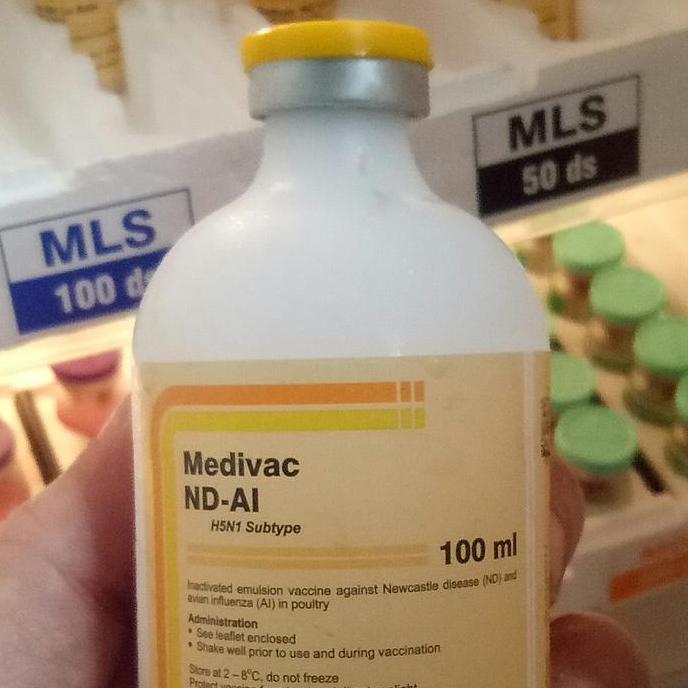 MLS
50 ds
MLS
100 ds
Medivac
ND-AI
H5N1 Subtype
100 ml
Inactivated emulsion vaccine against Newcastle disease (ND) and
avian influenza (AI) in poultry
Administration
• See leaflet enclosed
• Shake well prior to use and during vaccination
Store at 2 – 8°C, do not freeze
Protect